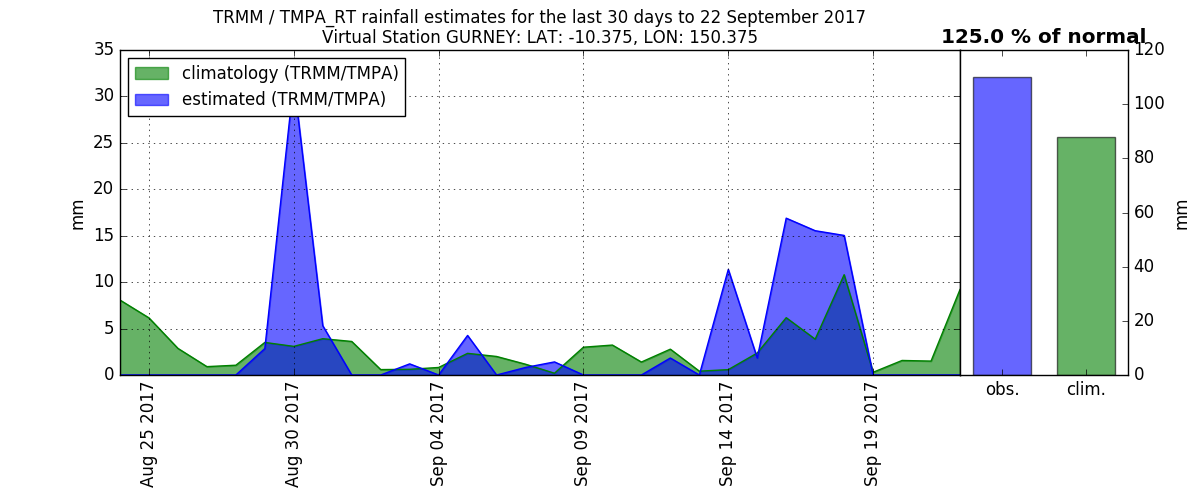 TRMM / TMPA_RT rainfall estimates for the last 30 days to 22 September 2017
Virtual Station GURNEY: LAT: -10.375, LON: 150.375
125.0 % of normal
climatology (TRMM/TMPA)
estimated (TRMM/TMPA)
35
30
25
20
15
10
5
0
mm
Aug 25 2017
Aug 30 2017
Sep 04 2017
Sep 09 2017
Sep 14 2017
Sep 19 2017
120
100
80
60
40
20
0
mm
obs.
clim.